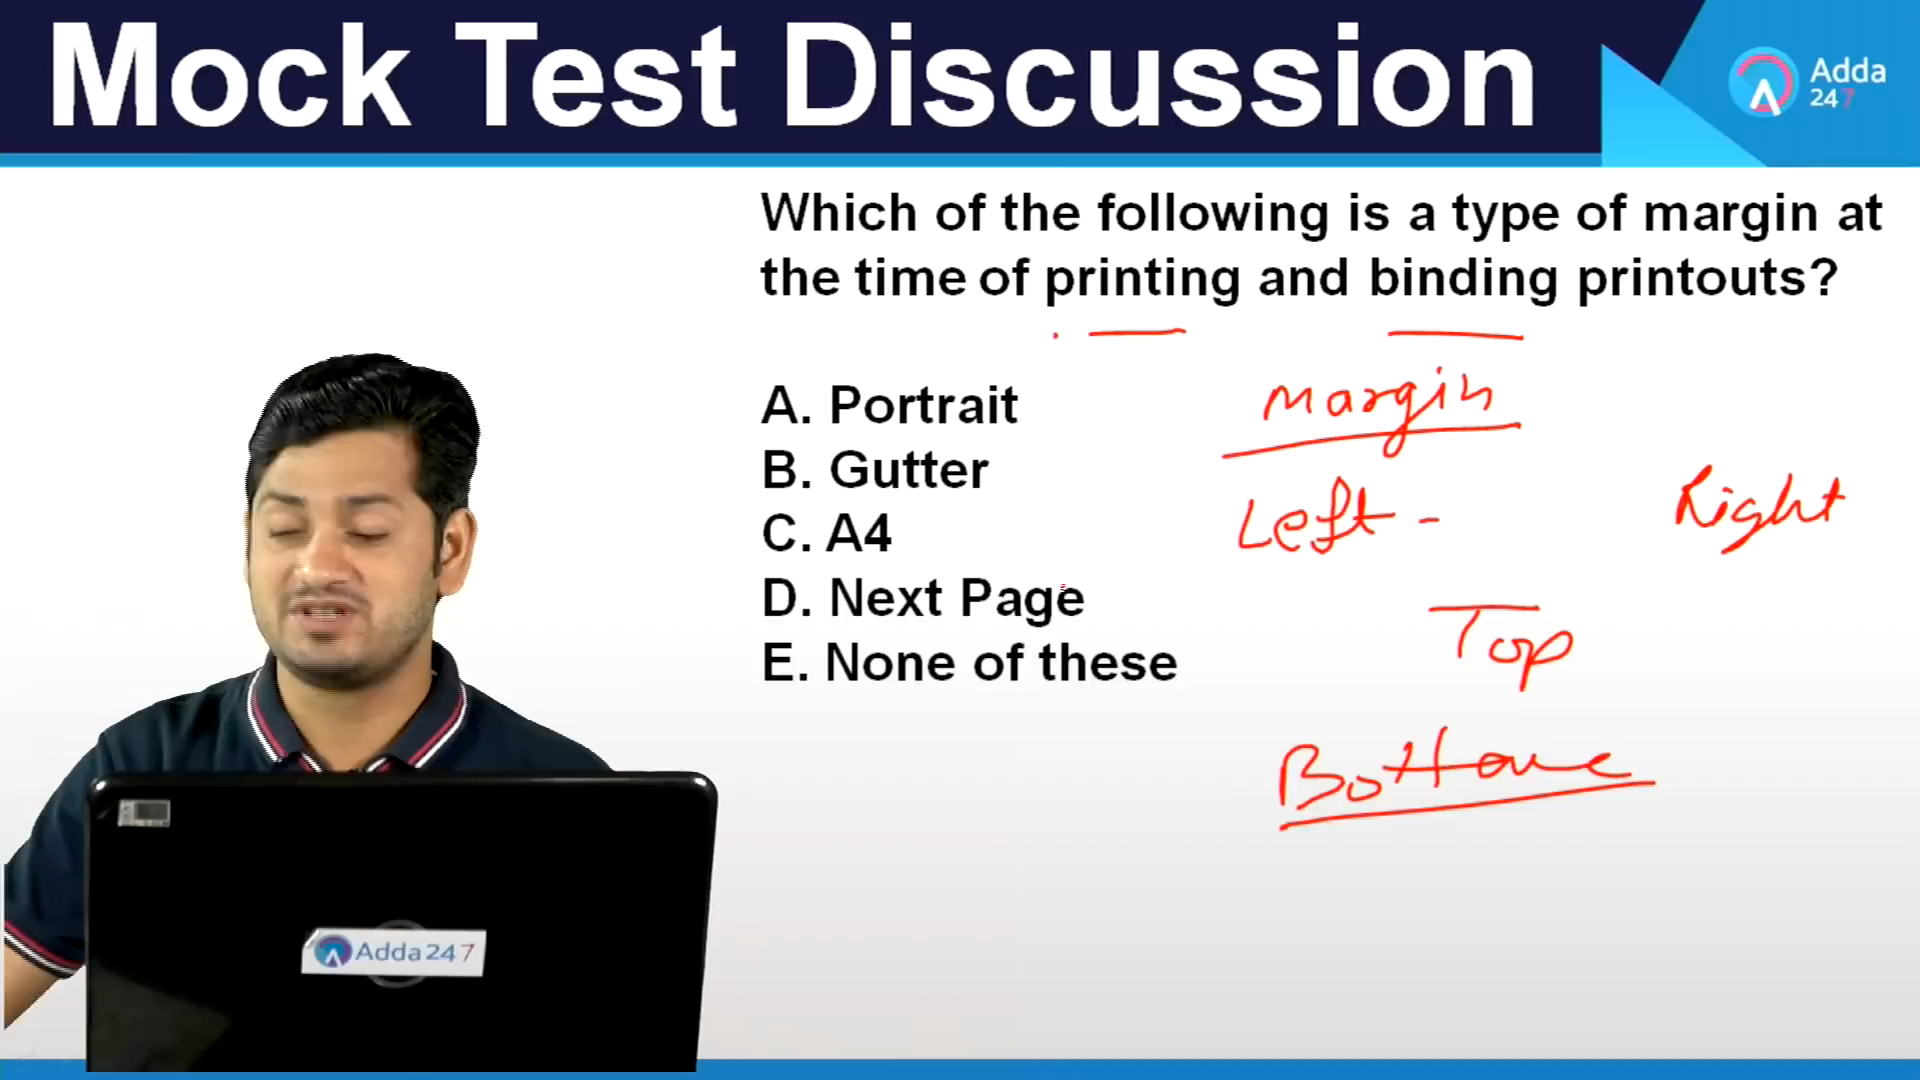 Mock Test Discussion
Adda
247
Which of the following is a type of margin at
the time of printing and binding printouts?
A. Portrait
B. Gutter
C. A4
D. Next Page
E. None of these
Margin
Left - Right
Top
Bottom
Adda247